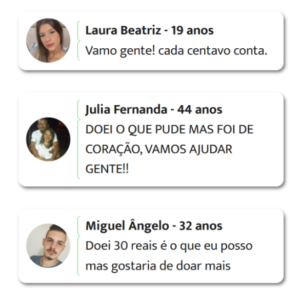 Laura Beatriz - 19 anos
Vamo gente! cada centavo conta.
Julia Fernanda - 44 anos
DOEI O QUE PUDE MAS FOI DE
CORAÇÃO, VAMOS AJUDAR
GENTE!!
Miguel Ângelo - 32 anos
Doei 30 reais é o que eu posso
mas gostaria de doar mais